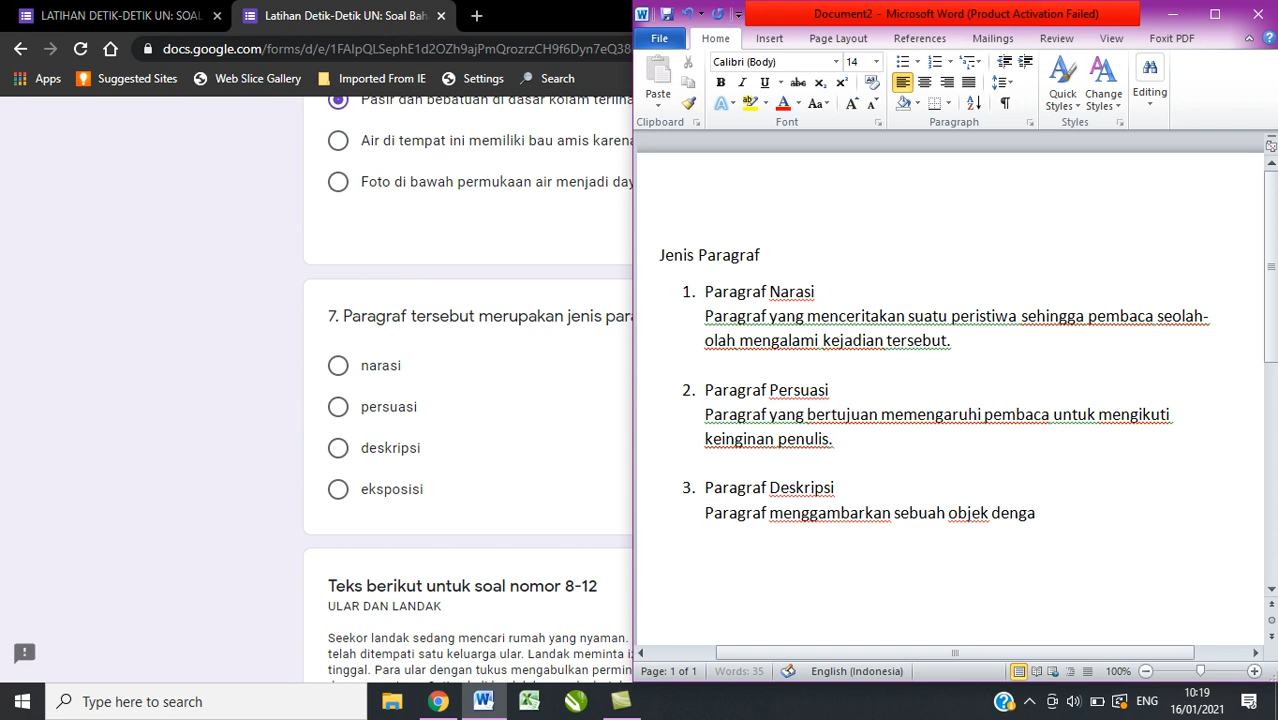 LATIHAN DETIK-DETIK UN: SOAL
Latihan Detik-Detik UN: Soal Bah
docs.google.com/forms/d/e/1FAIpQLSephE1d2OZh9ajPmQrozrzCH9f6Dyn7eQ38
Apps
Suggested Sites
Web Slice Gallery
Imported From IE
Settings
Search
Pasir dan bebatuan di dasar kolam terlihat
Air di tempat ini memiliki bau amis karena
Foto di bawah permukaan air menjadi day
7. Paragraf tersebut merupakan jenis par
narasi
persuasi
deskripsi
eksposisi
Teks berikut untuk soal nomor 8-12
ULAR DAN LANDAK
Seekor landak sedang mencari rumah yang nyaman.
telah ditempati satu keluarga ular. Landak meminta i
tinggal. Para ular dengan tukus mengabulkan permin
Document2 - Microsoft Word (Product Activation Failed)
File Home Insert Page Layout References Mailings Review View Foxit PDF
Calibri (Body) 14
Paste
Quick Styles
Change Styles
Editing
Clipboard Font Paragraph Styles
Jenis Paragraf
1. Paragraf Narasi
Paragraf yang menceritakan suatu peristiwa sehingga pembaca seolah-
olah mengalami kejadian tersebut.
2. Paragraf Persuasi
Paragraf yang bertujuan memengaruhi pembaca untuk mengikuti
keinginan penulis.
3. Paragraf Deskripsi
Paragraf menggambarkan sebuah objek denga
Page: 1 of 1 Words: 35 English (Indonesia) 100%
Type here to search
ENG
10:19
16/01/2021